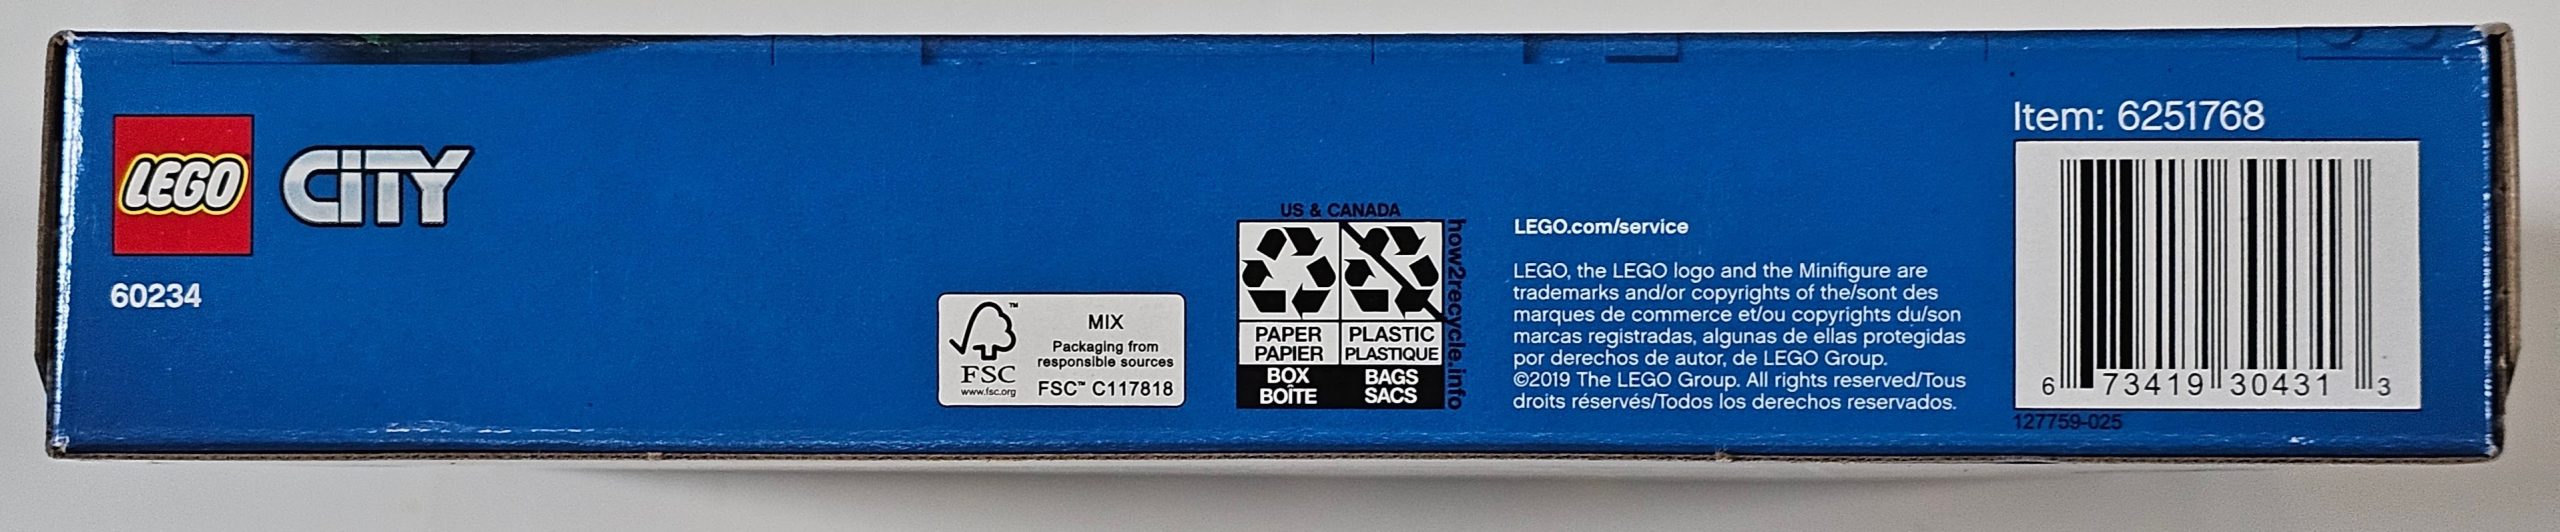 LEGO CITY
60234
FSC
www.fsc.org
MIX
Packaging from
responsible sources
FSC™ C117818
US & CANADA
PAPER
PAPIER
BOX
BOÎTE
PLASTIC
PLASTIQUE
BAGS
SACS
how2recycle.info
LEGO.com/service
LEGO, the LEGO logo and the Minifigure are
trademarks and/or copyrights of the/sont des
marques de commerce et/ou copyrights du/son
marcas registradas, algunas de ellas protegidas
por derechos de autor, de LEGO Group.
©2019 The LEGO Group. All rights reserved/Tous
droits réservés/Todos los derechos reservados.
Item: 6251768
6 73419 30431 3
127759-025